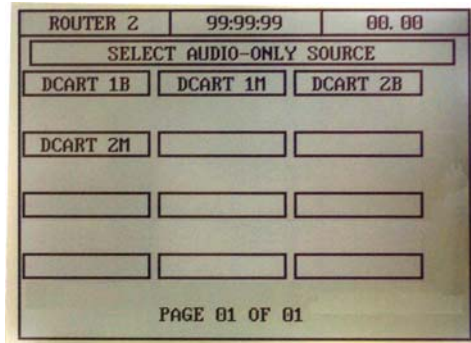 ROUTER 2 99:99:99 00.00
SELECT AUDIO-ONLY SOURCE
DCART 1B DCART 1M DCART 2B
DCART 2M
PAGE 01 OF 01